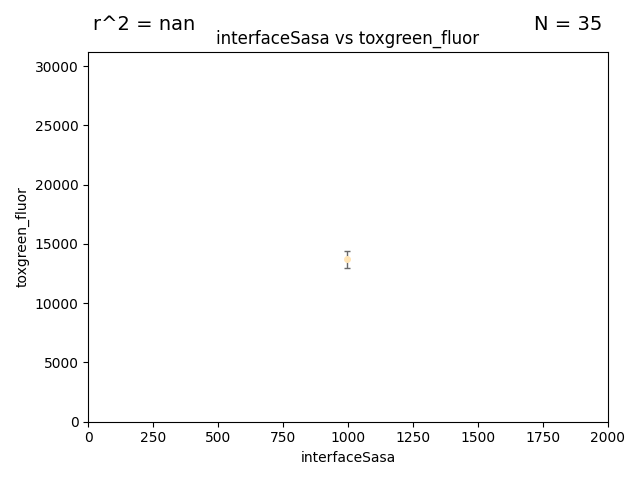 r^2 = nan
N = 35
interfaceSasa vs toxgreen_fluor
toxgreen_fluor
30000
25000
20000
15000
10000
5000
0
0 250 500 750 1000 1250 1500 1750 2000
interfaceSasa